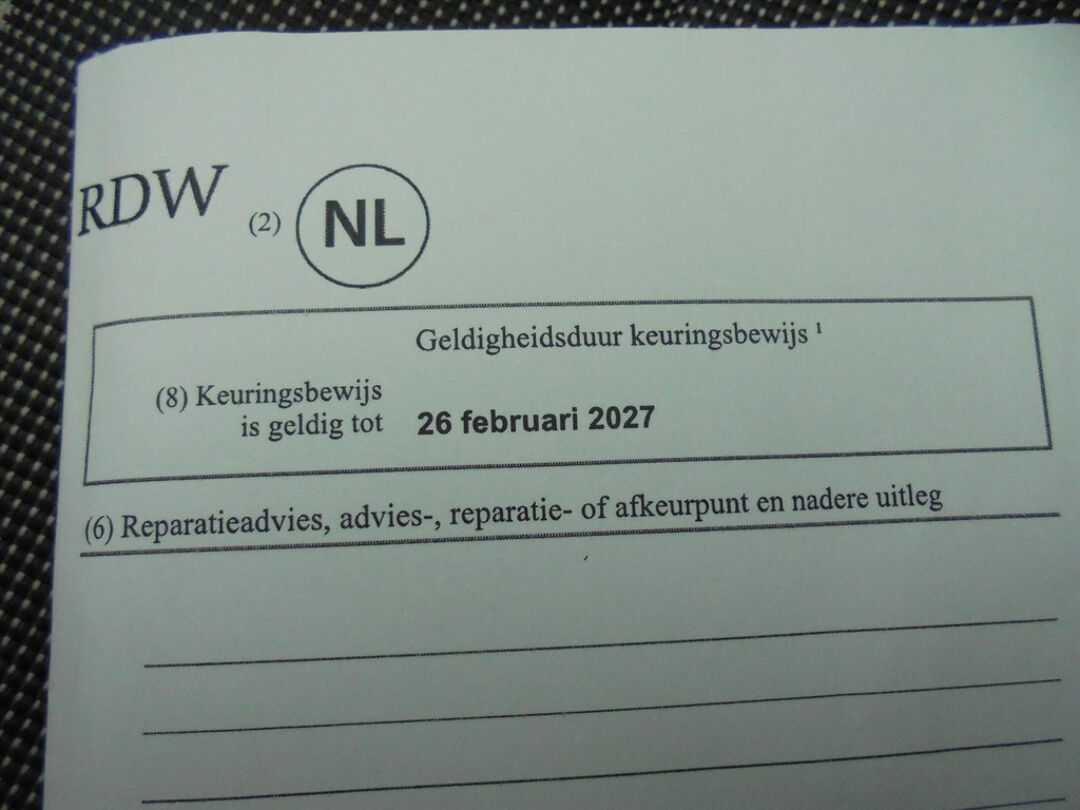 RDW (2) NL
Geldigheidsduur keuringsbewijs ¹
(8) Keuringsbewijs
is geldig tot 26 februari 2027
(6) Reparatieadvies, advies-, reparatie- of afkeurpunt en nadere uitleg